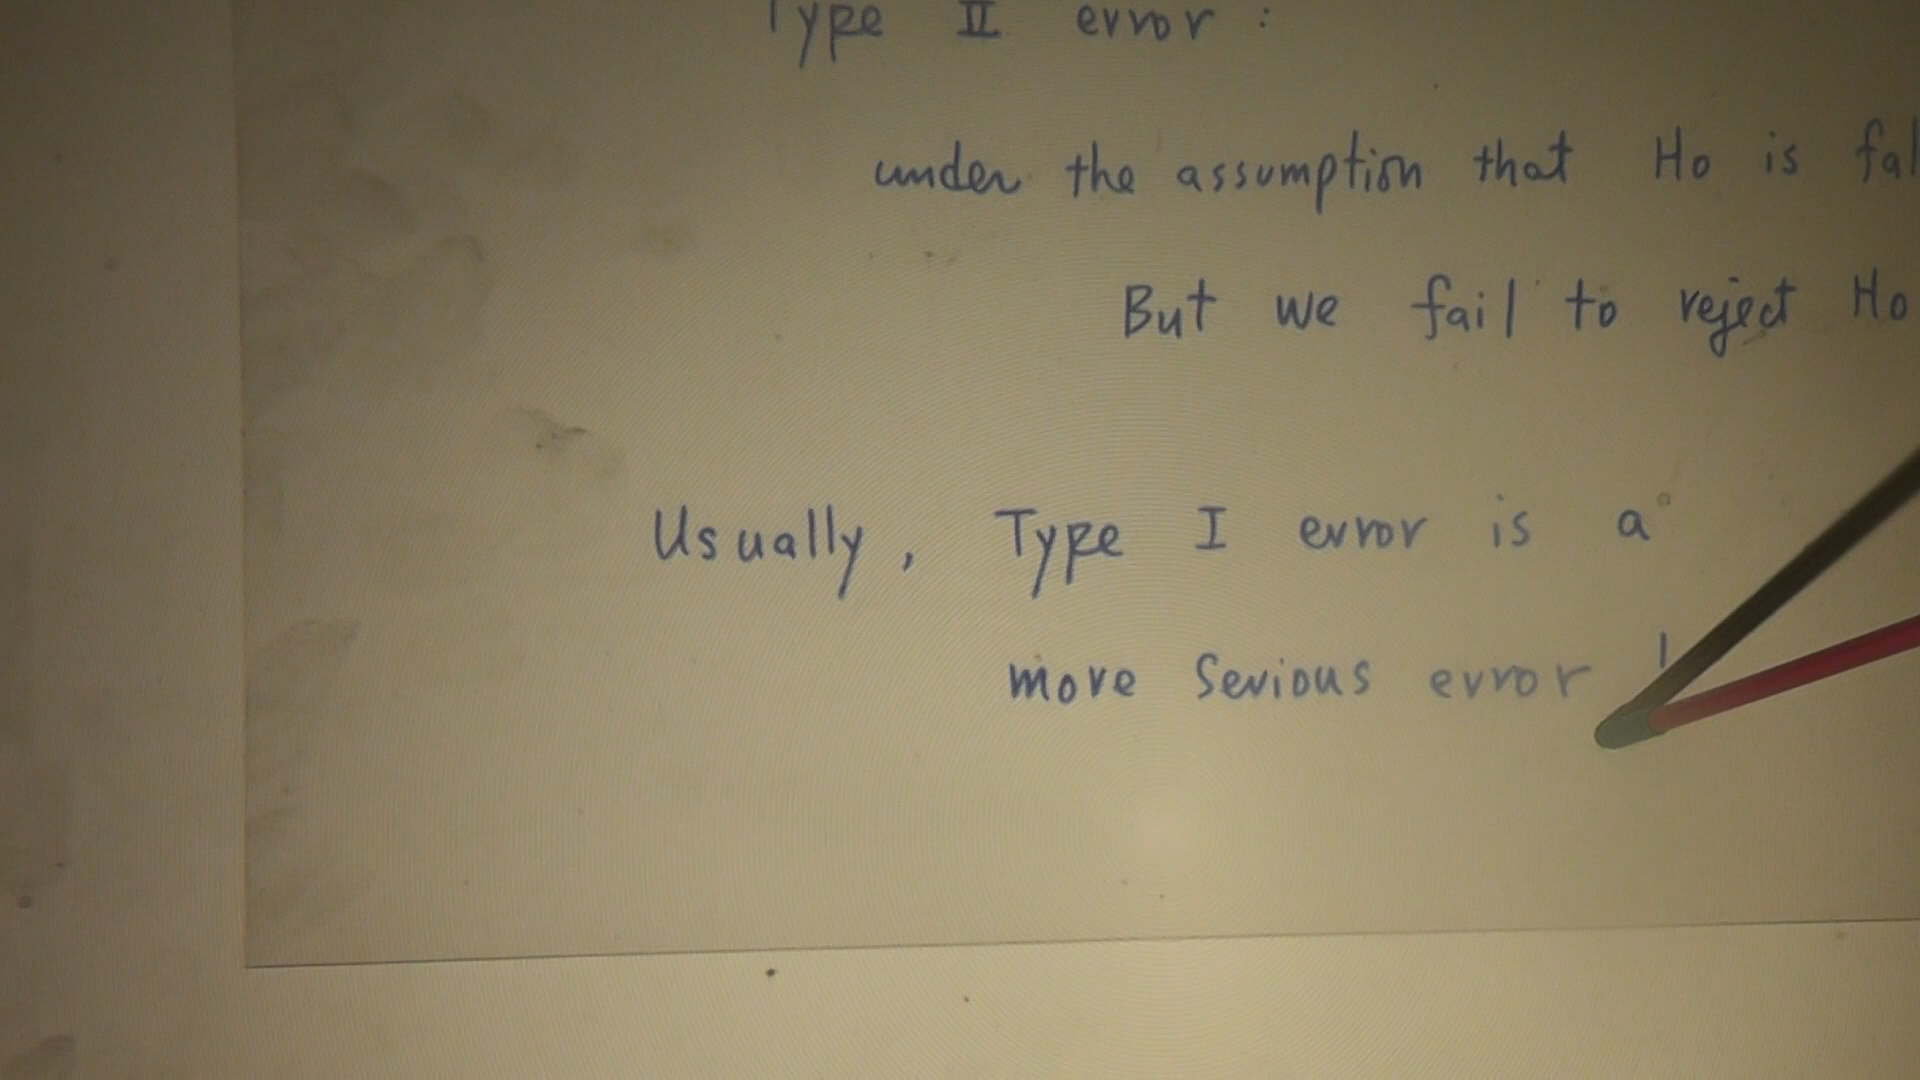 Type II error :
under the assumption that Ho is fal
But we fail to reject Ho
Usually, Type I error is a
more Serious error !